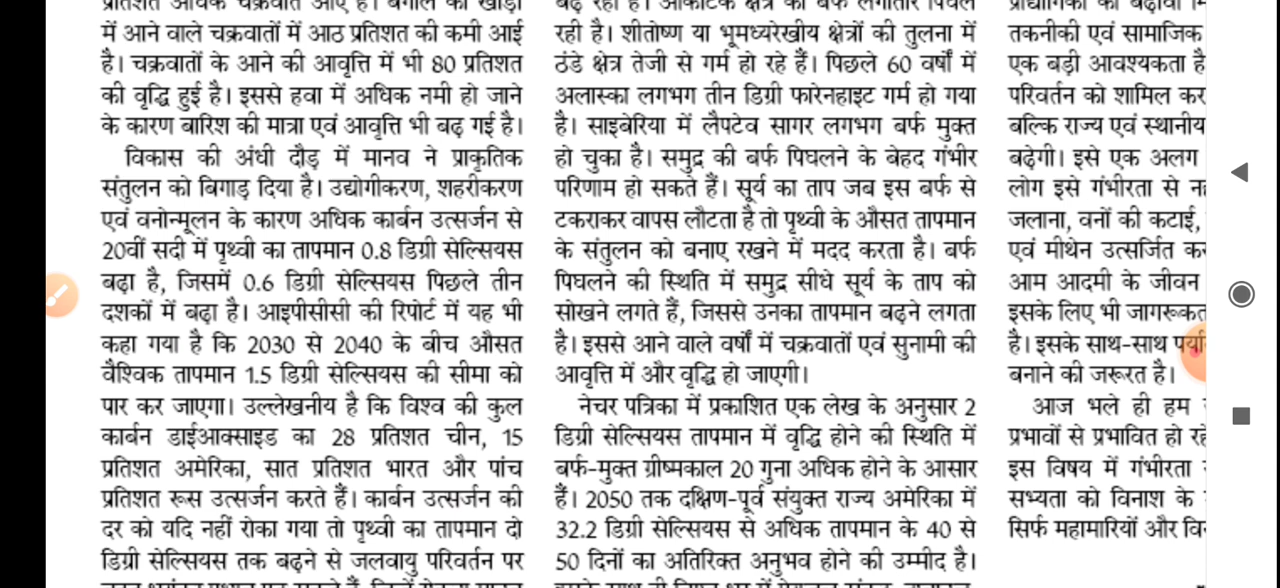 में आने वाले चक्रवातों में आठ प्रतिशत की कमी आई
है। चक्रवातों के आने की आवृत्ति में भी 80 प्रतिशत
की वृद्धि हुई है। इससे हवा में अधिक नमी हो जाने
के कारण बारिश की मात्रा एवं आवृत्ति भी बढ़ गई है।
विकास की अंधी दौड़ में मानव ने प्राकृतिक
संतुलन को बिगाड़ दिया है। उद्योगीकरण, शहरीकरण
एवं वनोन्मूलन के कारण अधिक कार्बन उत्सर्जन से
20वीं सदी में पृथ्वी का तापमान 0.8 डिग्री सेल्सियस
बढ़ा है, जिसमें 0.6 डिग्री सेल्सियस पिछले तीन
दशकों में बढ़ा है। आइपीसीसी की रिपोर्ट में यह भी
कहा गया है कि 2030 से 2040 के बीच औसत
वैश्विक तापमान 1.5 डिग्री सेल्सियस की सीमा को
पार कर जाएगा। उल्लेखनीय है कि विश्व की कुल
कार्बन डाईआक्साइड का 28 प्रतिशत चीन, 15
प्रतिशत अमेरिका, सात प्रतिशत भारत और पांच
प्रतिशत रूस उत्सर्जन करते हैं। कार्बन उत्सर्जन की
दर को यदि नहीं रोका गया तो पृथ्वी का तापमान दो
डिग्री सेल्सियस तक बढ़ने से जलवायु परिवर्तन पर
रही है। शीतोष्ण या भूमध्यरेखीय क्षेत्रों की तुलना में
ठंडे क्षेत्र तेजी से गर्म हो रहे हैं। पिछले 60 वर्षों में
अलास्का लगभग तीन डिग्री फारेनहाइट गर्म हो गया
है। साइबेरिया में लैपटेव सागर लगभग बर्फ मुक्त
हो चुका है। समुद्र की बर्फ पिघलने के बेहद गंभीर
परिणाम हो सकते हैं। सूर्य का ताप जब इस बर्फ से
टकराकर वापस लौटता है तो पृथ्वी के औसत तापमान
के संतुलन को बनाए रखने में मदद करता है। बर्फ
पिघलने की स्थिति में समुद्र सीधे सूर्य के ताप को
सोखने लगते हैं, जिससे उनका तापमान बढ़ने लगता
है। इससे आने वाले वर्षों में चक्रवातों एवं सुनामी की
आवृत्ति में और वृद्धि हो जाएगी।
नेचर पत्रिका में प्रकाशित एक लेख के अनुसार 2
डिग्री सेल्सियस तापमान में वृद्धि होने की स्थिति में
बर्फ-मुक्त ग्रीष्मकाल 20 गुना अधिक होने के आसार
हैं। 2050 तक दक्षिण-पूर्व संयुक्त राज्य अमेरिका में
32.2 डिग्री सेल्सियस से अधिक तापमान के 40 से
50 दिनों का अतिरिक्त अनुभव होने की उम्मीद है।
तकनीकी एवं सामाजिक
एक बड़ी आवश्यकता है
परिवर्तन को शामिल कर
बल्कि राज्य एवं स्थानीय
बढ़ेगी। इसे एक अलग
लोग इसे गंभीरता से
जलाना, वनों की कटाई,
एवं मीथेन उत्सर्जित
आम आदमी के जीवन
इसके लिए भी
है। इसके साथ-साथ
बनाने की जरूरत है।
आज भले ही हम
प्रभावों से प्रभावित हो
इस विषय में गंभीरता
सभ्यता को विनाश के
सिर्फ महामारियों और